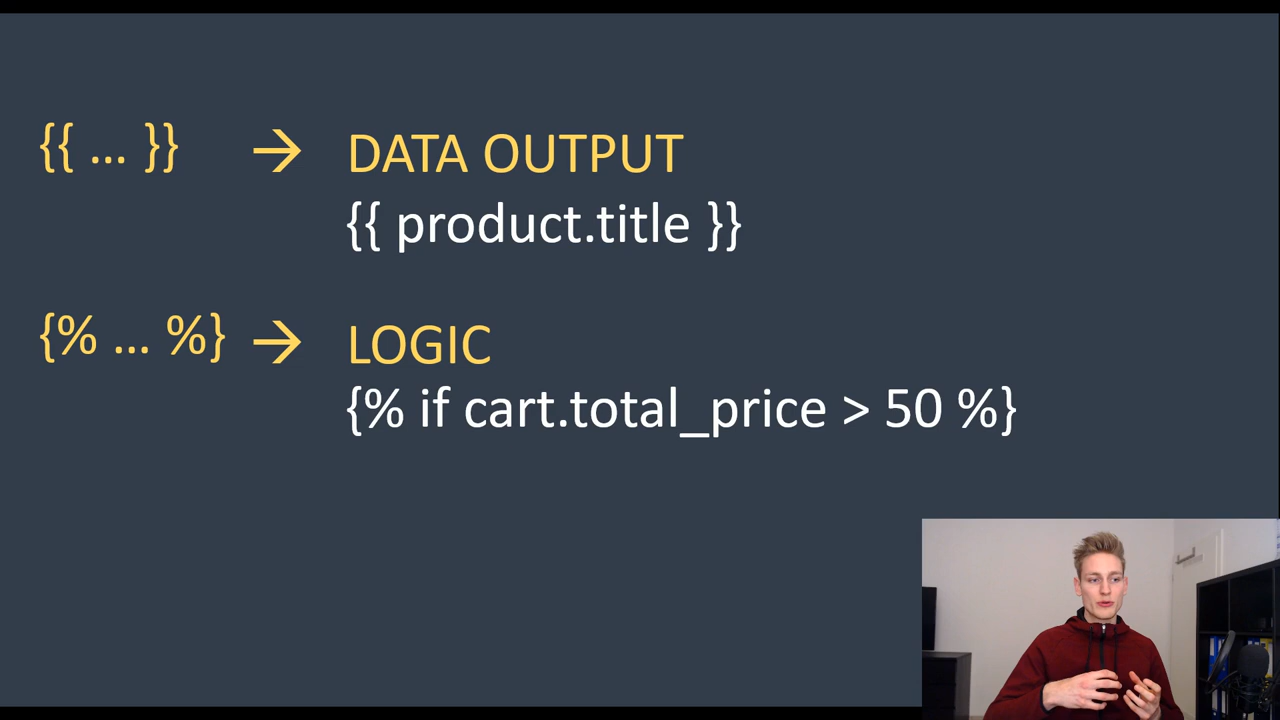 {{ ... }} → DATA OUTPUT
{{ product.title }}
{% ... %} → LOGIC
{% if cart.total_price > 50 %}